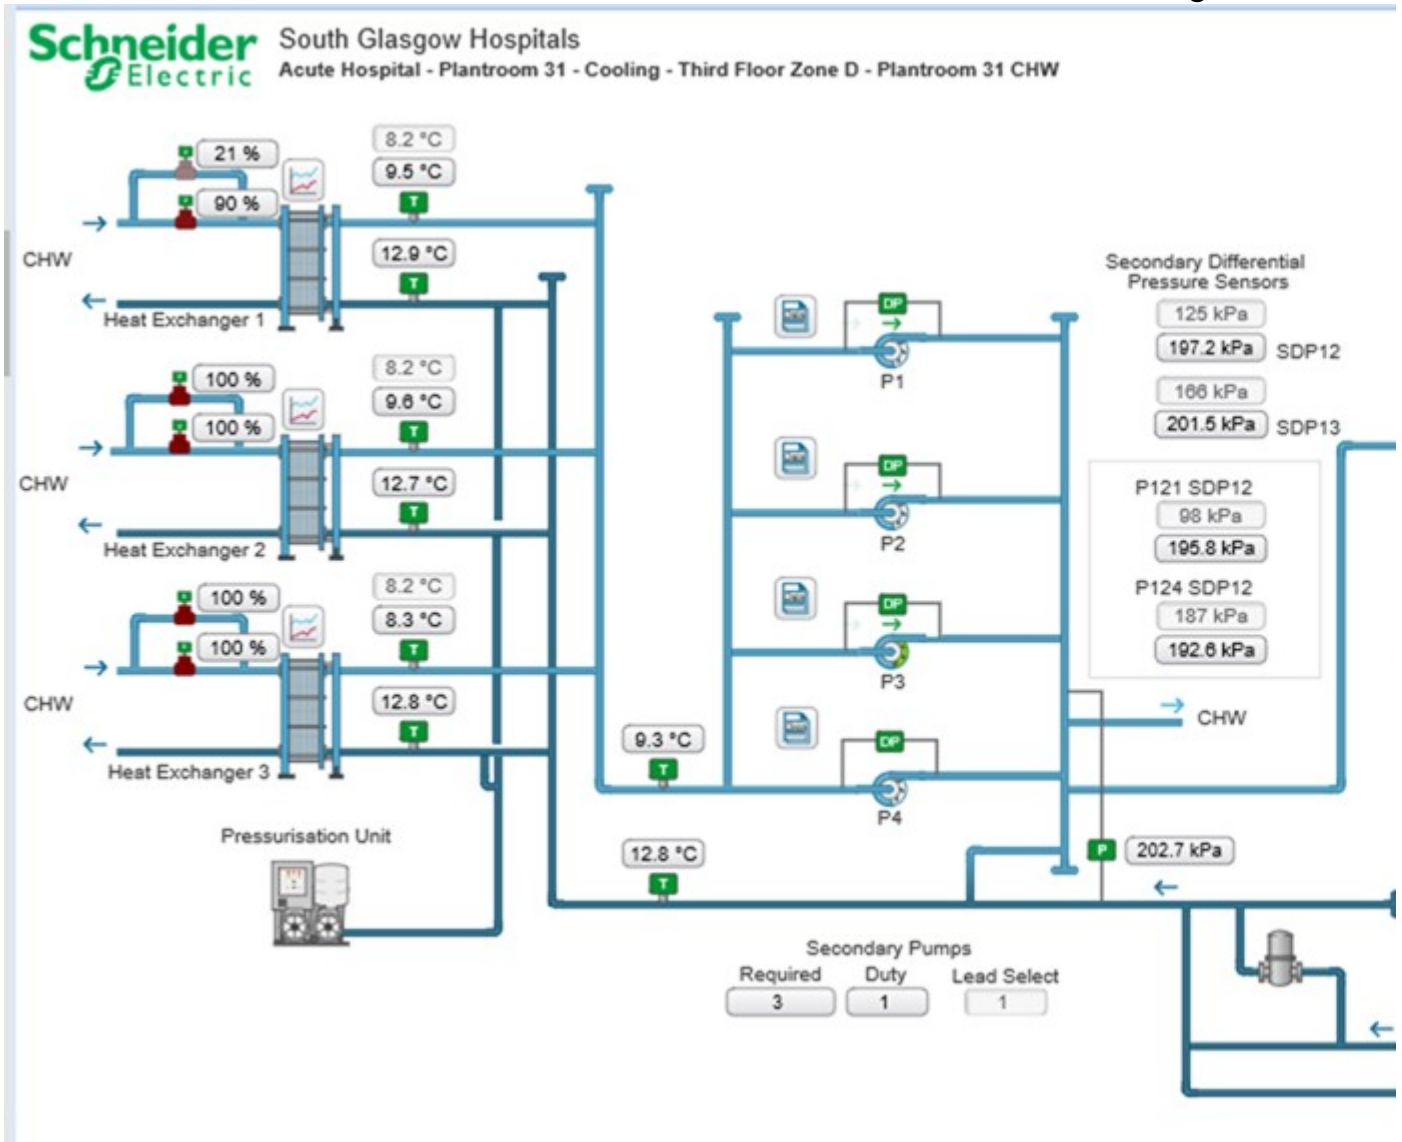 Schneider Electric
South Glasgow Hospitals
Acute Hospital - Plantroom 31 - Cooling - Third Floor Zone D - Plantroom 31 CHW
21 %
90 %
8.2 °C
9.5 °C
T
12.9 °C
T
CHW
Heat Exchanger 1
100 %
100 %
8.2 °C
9.6 °C
T
12.7 °C
T
CHW
Heat Exchanger 2
100 %
100 %
8.2 °C
8.3 °C
T
12.8 °C
T
CHW
Heat Exchanger 3
Pressurisation Unit
9.3 °C
T
12.8 °C
T
DP
P1
DP
P2
DP
P3
DP
P4
Secondary Differential
Pressure Sensors
125 kPa
197.2 kPa SDP12
166 kPa
201.5 kPa SDP13
P121 SDP12
98 kPa
195.8 kPa
P124 SDP12
187 kPa
192.6 kPa
CHW
P 202.7 kPa
Secondary Pumps
Required Duty Lead Select
3 1 1